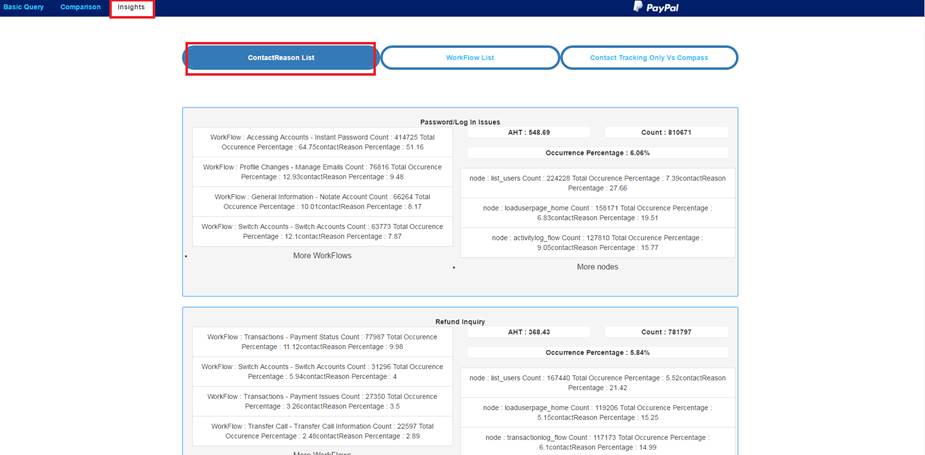 Basic Query Comparison Insights PayPal
ContactReason List WorkFlow List Contact Tracking Only Vs Compass
Password/Log in Issues
WorkFlow : Accessing Accounts - Instant Password Count : 414725 Total
Occurence Percentage : 64.75contactReason Percentage : 51.16
WorkFlow : Profile Changes - Manage Emails Count : 76816 Total Occurence
Percentage : 12.93contactReason Percentage : 9.48
WorkFlow : General Information - Notate Account Count : 66264 Total
Occurence Percentage : 10.01contactReason Percentage : 8.17
WorkFlow : Switch Accounts - Switch Accounts Count : 63773 Total Occurence
Percentage : 12.1contactReason Percentage : 7.87
More WorkFlows
AHT : 548.69 Count : 810671
Occurrence Percentage : 6.06%
node : list_users Count : 224228 Total Occurence Percentage : 7.39contactReason
Percentage : 27.66
node : loaduserpage_home Count : 158171 Total Occurence Percentage :
6.83contactReason Percentage : 19.51
node : activitylog_flow Count : 127810 Total Occurence Percentage :
9.05contactReason Percentage : 15.77
More nodes
Refund Inquiry
WorkFlow : Transactions - Payment Status Count : 77987 Total Occurence
Percentage : 11.12contactReason Percentage : 9.98
WorkFlow : Switch Accounts - Switch Accounts Count : 31296 Total Occurence
Percentage : 5.94contactReason Percentage : 4
WorkFlow : Transactions - Payment Issues Count : 27350 Total Occurence
Percentage : 3.26contactReason Percentage : 3.5
WorkFlow : Transfer Call - Transfer Call Information Count : 22597 Total
Occurence Percentage : 2.46contactReason Percentage : 2.89
More WorkFlows
AHT : 368.43 Count : 781797
Occurrence Percentage : 5.84%
node : list_users Count : 167440 Total Occurence Percentage : 5.52contactReason
Percentage : 21.42
node : loaduserpage_home Count : 119206 Total Occurence Percentage :
5.15contactReason Percentage : 15.25
node : transactionlog_flow Count : 117173 Total Occurence Percentage :
6.1contactReason Percentage : 14.99